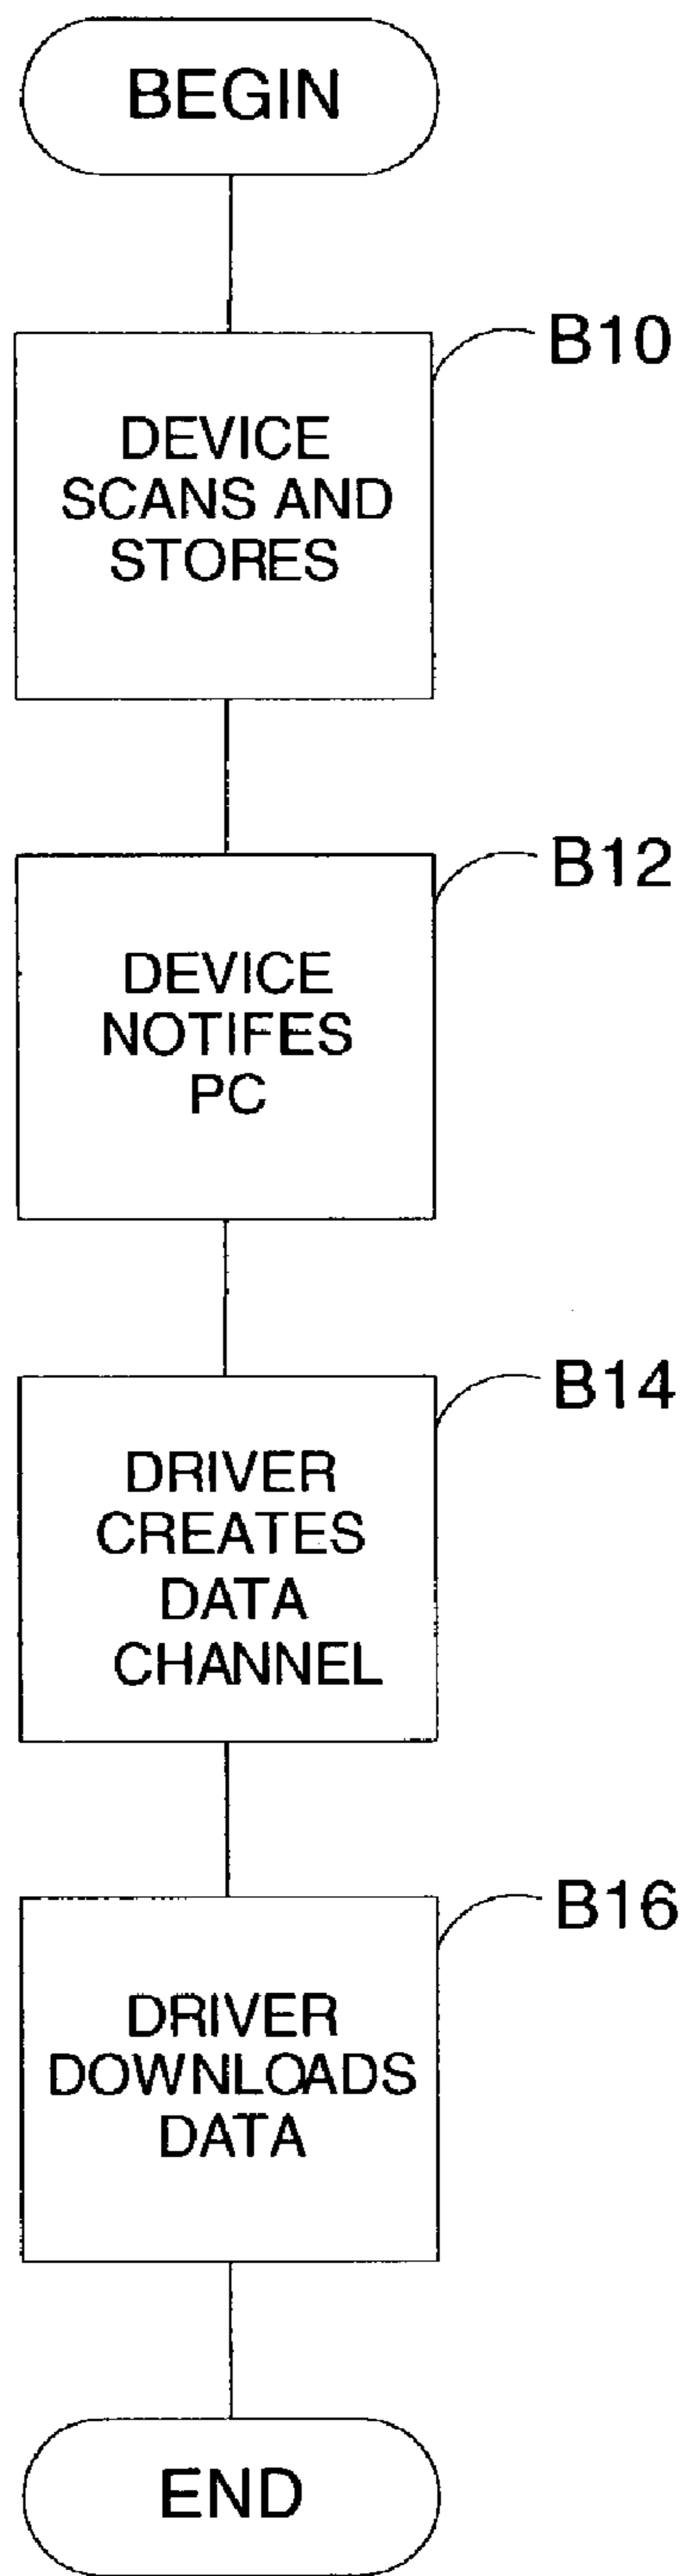 BEGIN
B10
DEVICE
SCANS AND
STORES
B12
DEVICE
NOTIFES
PC
B14
DRIVER
CREATES
DATA
CHANNEL
B16
DRIVER
DOWNLOADS
DATA
END